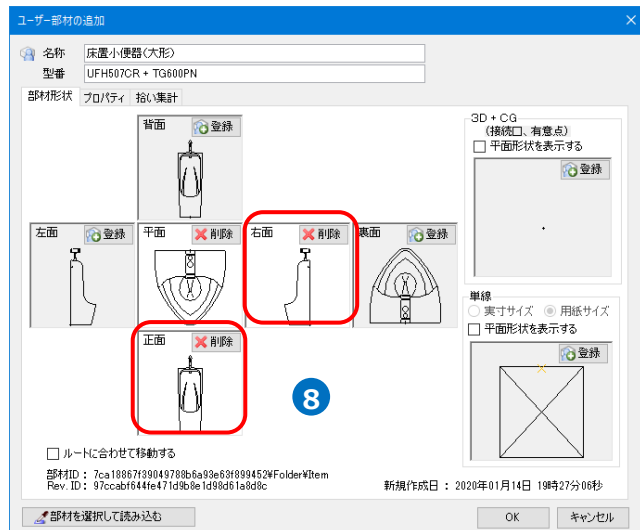 ユーザー部材の追加
名称 床置小便器(大形)
型番 UFH507CR + TG600PN
部材形状 プロパティ 拾い集計
背面 登録
3D + CG
(接続口、有意点)
平面形状を表示する
登録
左面 登録 平面 削除 右面 削除 裏面 登録
単線
実寸サイズ 用紙サイズ
平面形状を表示する
登録
正面 削除
8
ルートに合わせて移動する
部材ID : 7ca18867f39049788b6a93e63f899452¥Folder¥Item
Rev. ID : 97ccabf644fe471d9b8e1d98d61a8d8c 新規作成日 : 2020年01月14日 19時27分06秒
部材を選択して読み込む OK キャンセル